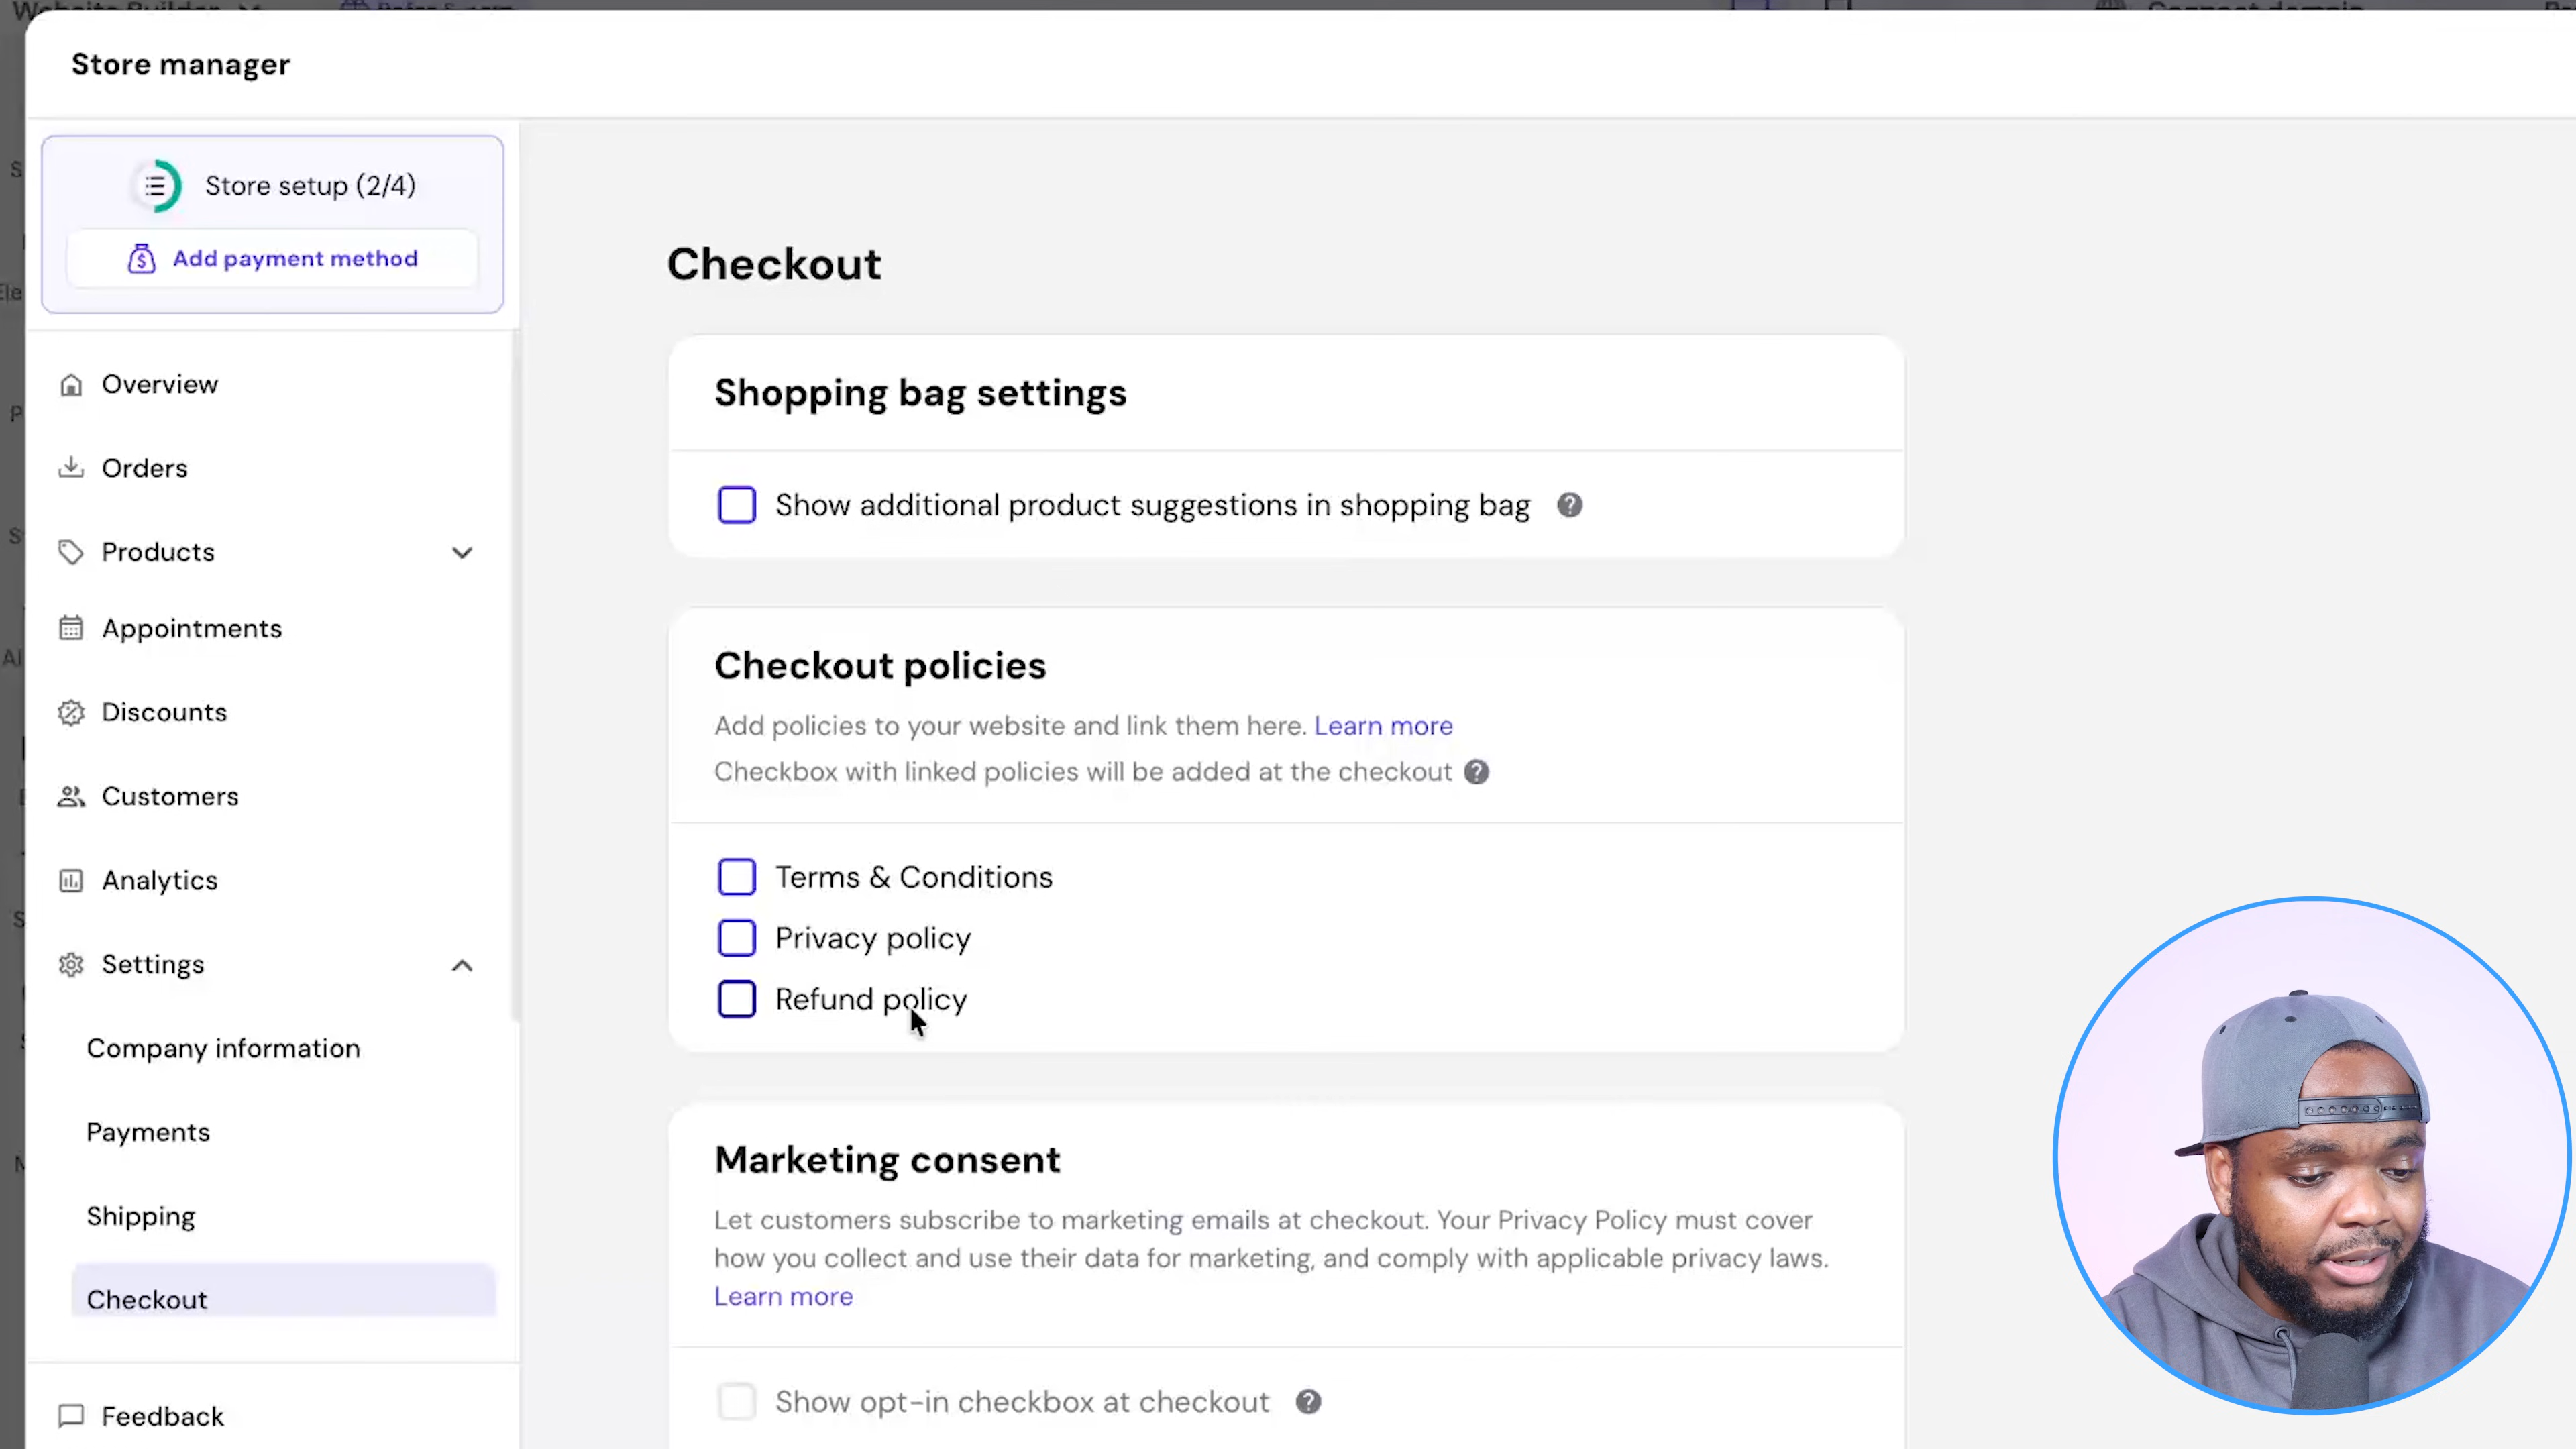 Store manager
Store setup (2/4)
Add payment method
Overview
Orders
Products
Appointments
Discounts
Customers
Analytics
Settings
Company information
Payments
Shipping
Checkout
Feedback
Checkout
Shopping bag settings
Show additional product suggestions in shopping bag
Checkout policies
Add policies to your website and link them here. Learn more
Checkbox with linked policies will be added at the checkout
Terms & Conditions
Privacy policy
Refund policy
Marketing consent
Let customers subscribe to marketing emails at checkout. Your Privacy Policy must cover
how you collect and use their data for marketing, and comply with applicable privacy laws.
Learn more
Show opt-in checkbox at checkout